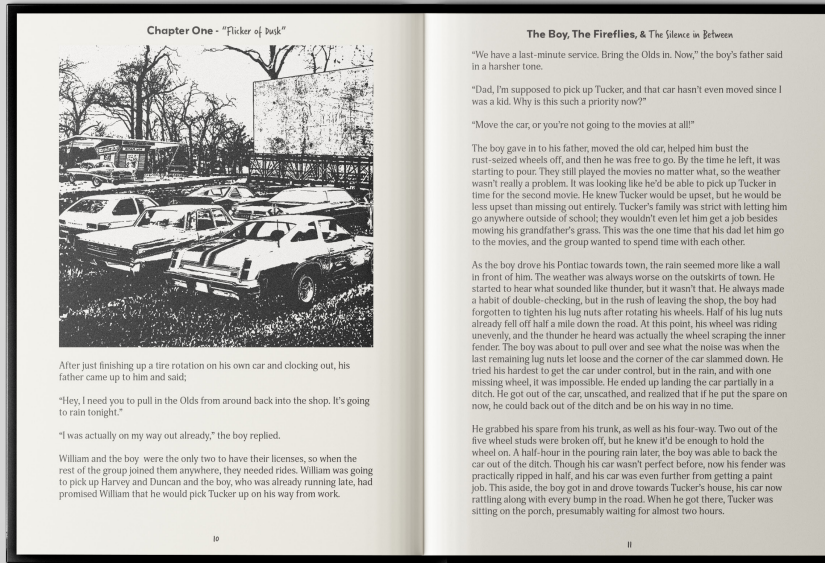 Chapter One - "Flicker of Dusk"
After just finishing up a tire rotation on his own car and clocking out, his
father came up to him and said;
"Hey, I need you to pull in the Olds from around back into the shop. It's going
to rain tonight."
"I was actually on my way out already," the boy replied.
William and the boy were the only two to have their licenses, so when the
rest of the group joined them anywhere, they needed rides. William was going
to pick up Harvey and Duncan and the boy, who was already running late, had
promised William that he would pick Tucker up on his way from work.
10
The Boy, The Fireflies, & The Silence in Between
"We have a last-minute service. Bring the Olds in. Now," the boy's father said
in a harsher tone.
"Dad, I'm supposed to pick up Tucker, and that car hasn't even moved since I
was a kid. Why is this such a priority now?"
"Move the car, or you're not going to the movies at all!"
The boy gave in to his father, moved the old car, helped him bust the
rust-seized wheels off, and then he was free to go. By the time he left, it was
starting to pour. They still played the movies no matter what, so the weather
wasn't really a problem. It was looking like he'd be able to pick up Tucker in
time for the second movie. He knew Tucker would be upset, but he would be
less upset than missing out entirely. Tucker's family was strict with letting him
go anywhere outside of school; they wouldn't even let him get a job besides
mowing his grandfather's grass. This was the one time that his dad let him go
to the movies, and the group wanted to spend time with each other.
As the boy drove his Pontiac towards town, the rain seemed more like a wall
in front of him. The weather was always worse on the outskirts of town. He
started to hear what sounded like thunder, but it wasn't. He always made
a habit of double-checking, but in the rush of leaving the shop, the boy had
forgotten to tighten his lug nuts after rotating his wheels. Half of his lug nuts
already fell off half a mile down the road. At this point, his wheel was riding
unevenly, and the thunder he heard was actually the wheel scraping the inner
fender. The boy was about to pull over and see what the noise was when the
last remaining lug nuts let loose and the corner of the car slammed down. He
tried his hardest to get the car under control, but in the rain, and with one
missing wheel, it was impossible. He ended up landing the car partially in a
ditch. He got out of the car, unscathed, and realized that if he put the spare on
now, he could back out of the ditch and be on his way in no time.
He grabbed his spare from his trunk, as well as his four-way. Two out of the
five wheel studs were broken off, but he knew it'd be enough to hold the
wheel on. A half-hour in the pouring rain later, the boy was able to back the
car out of the ditch. Though his car wasn't perfect before, now his fender was
practically ripped in half, and his car was even further from getting a paint
job. This aside, the boy got in and drove towards Tucker's house, his car now
rattling along with every bump in the road. When he got there, Tucker was
sitting on the porch, presumably waiting for almost two hours.
11